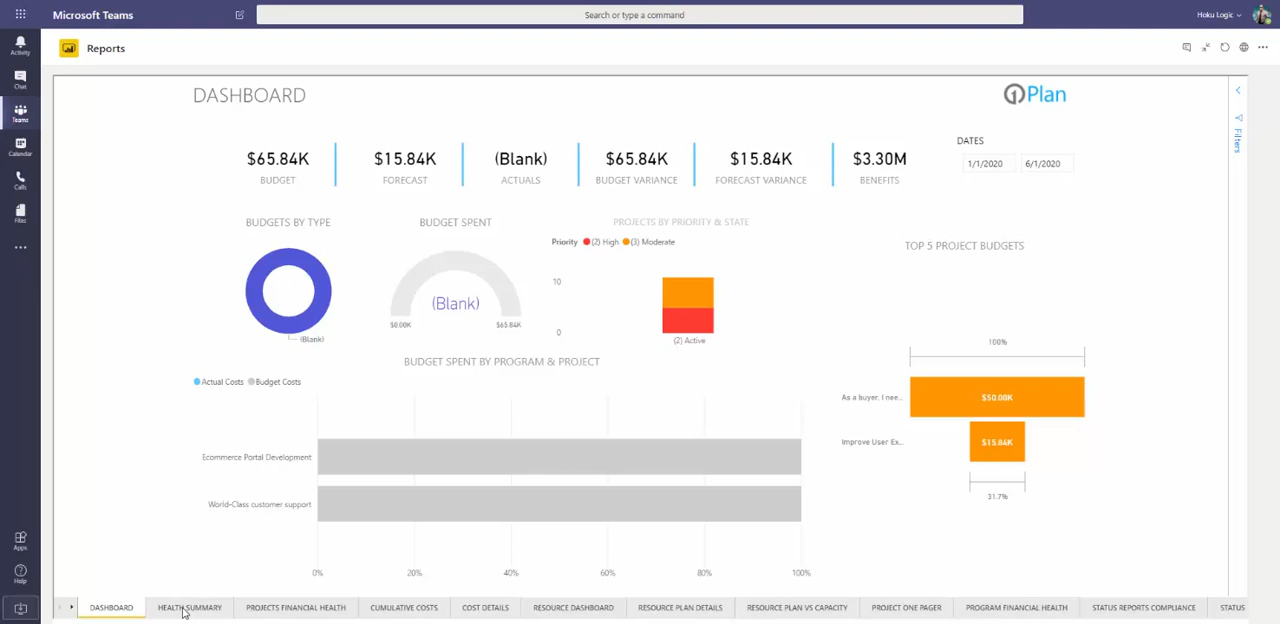 Microsoft Teams
Search or type a command
Hoku Logic
Activity
Chat
Teams
Calendar
Calls
Files
Apps
Help
Reports
DASHBOARD
1Plan
$65.84K
BUDGET
$15.84K
FORECAST
(Blank)
ACTUALS
$65.84K
BUDGET VARIANCE
$15.84K
FORECAST VARIANCE
$3.30M
BENEFITS
DATES
1/1/2020
6/1/2020
Filters
BUDGETS BY TYPE
(Blank)
BUDGET SPENT
(Blank)
$0.00K
$65.84K
PROJECTS BY PRIORITY & STATE
Priority (2) High (3) Moderate
10
0
(2) Active
TOP 5 PROJECT BUDGETS
100%
As a buyer, I nee...
$50.00K
Improve User Ex...
$15.84K
31.7%
BUDGET SPENT BY PROGRAM & PROJECT
Actual Costs Budget Costs
Ecommerce Portal Development
World-Class customer support
0% 20% 40% 60% 80% 100%
DASHBOARD
HEALTH SUMMARY
PROJECTS FINANCIAL HEALTH
CUMULATIVE COSTS
COST DETAILS
RESOURCE DASHBOARD
RESOURCE PLAN DETAILS
RESOURCE PLAN VS CAPACITY
PROJECT ONE PAGER
PROGRAM FINANCIAL HEALTH
STATUS REPORTS COMPLIANCE
STATUS